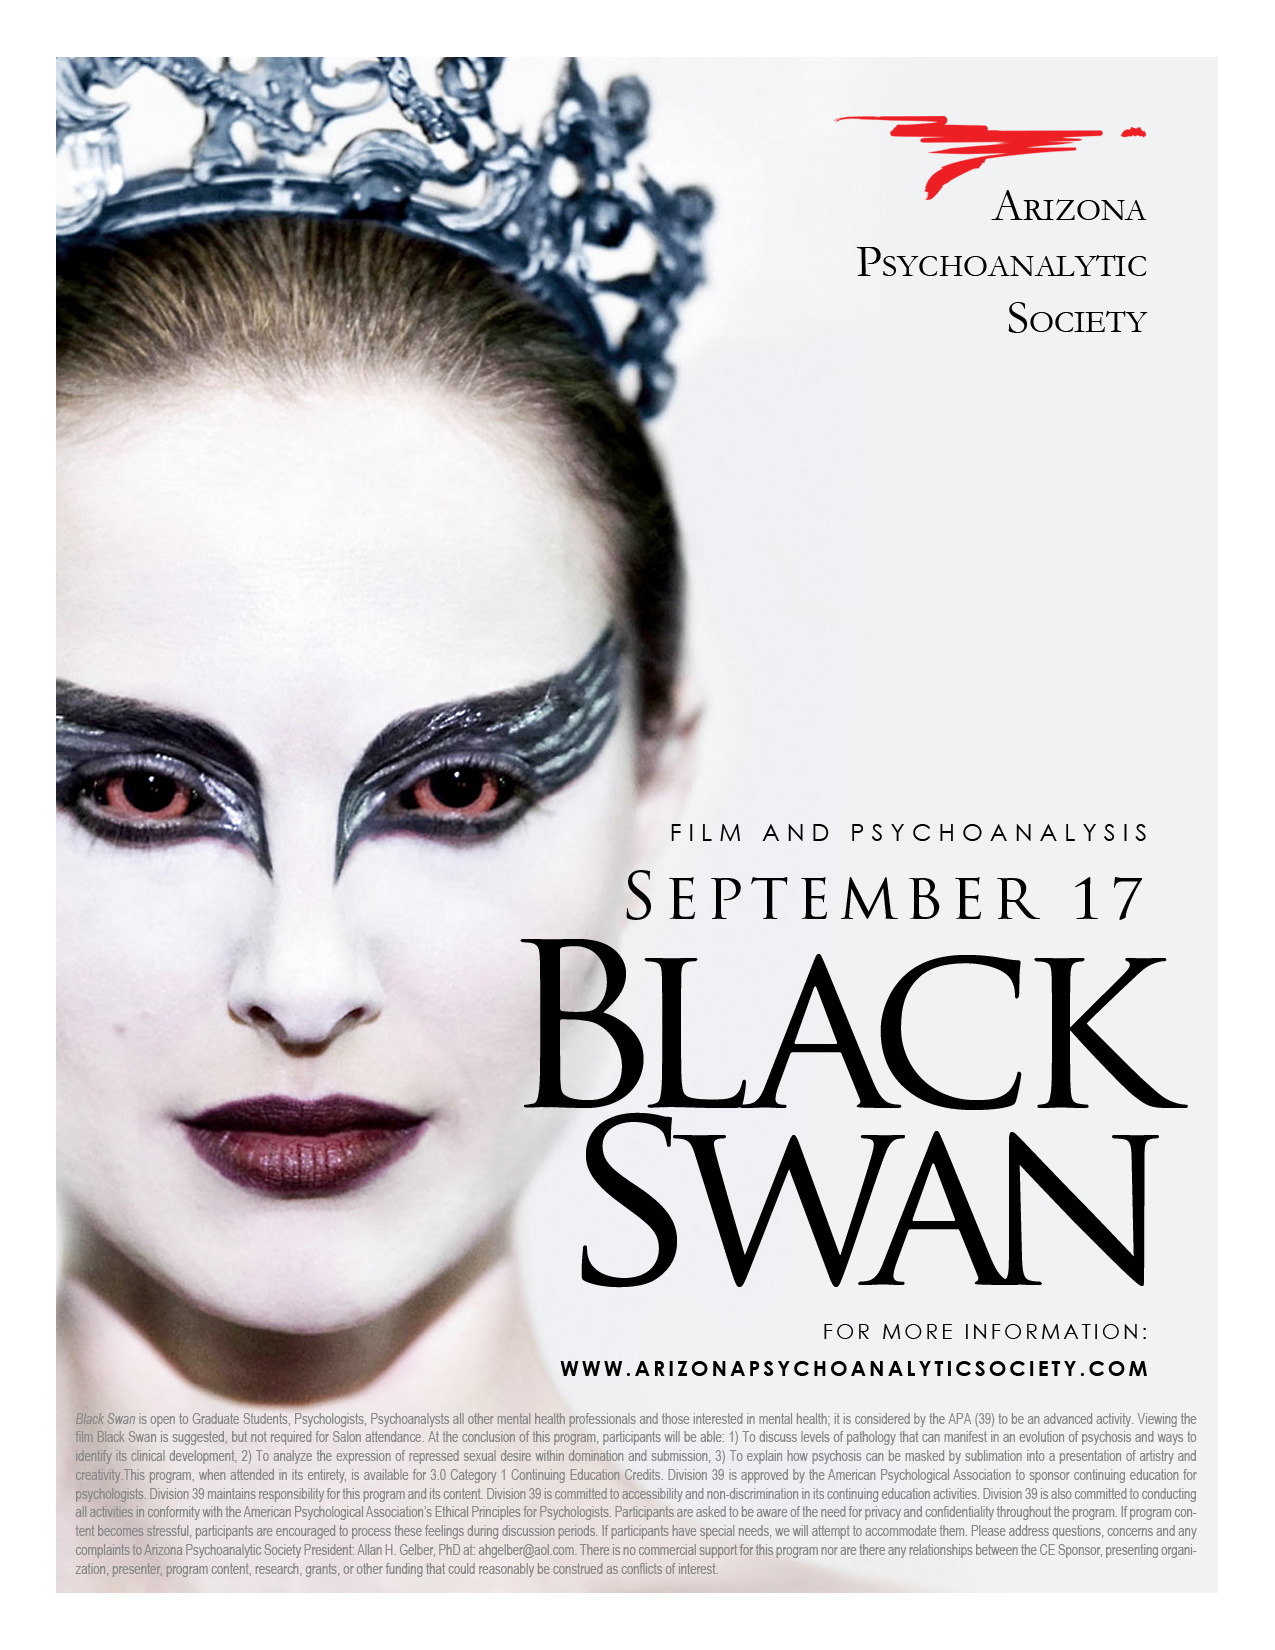 ARIZONA
PSYCHOANALYTIC
SOCIETY
FILM AND PSYCHOANALYSIS
SEPTEMBER 17
BLACK
SWAN
FOR MORE INFORMATION:
WWW.ARIZONAPSYCHOANALYTICSOCIETY.COM
Black Swan is open to Graduate Students, Psychologists, Psychoanalysts all other mental health professionals and those interested in mental health; it is considered by the APA (39) to be an advanced activity. Viewing the
film Black Swan is suggested, but not required for Salon attendance. At the conclusion of this program, participants will be able: 1) To discuss levels of pathology that can manifest in an evolution of psychosis and ways to
identify its clinical development, 2) To analyze the expression of repressed sexual desire within domination and submission, 3) To explain how psychosis can be masked by sublimation into a presentation of artistry and
creativity.This program, when attended in its entirety, is available for 3.0 Category 1 Continuing Education Credits. Division 39 is approved by the American Psychological Association to sponsor continuing education for
psychologists. Division 39 maintains responsibility for this program and its content. Division 39 is committed to accessibility and non-discrimination in its continuing education activities. Division 39 is also committed to conducting
all activities in conformity with the American Psychological Association's Ethical Principles for Psychologists. Participants are asked to be aware of the need for privacy and confidentiality throughout the program. If program con-
tent becomes stressful, participants are encouraged to process these feelings during discussion periods. If participants have special needs, we will attempt to accommodate them. Please address questions, concerns and any
complaints to Arizona Psychoanalytic Society President: Allan H. Gelber, PhD at: ahgelber@aol.com. There is no commercial support for this program nor are there any relationships between the CE Sponsor, presenting organi-
zation, presenter, program content, research, grants, or other funding that could reasonably be construed as conflicts of interest.